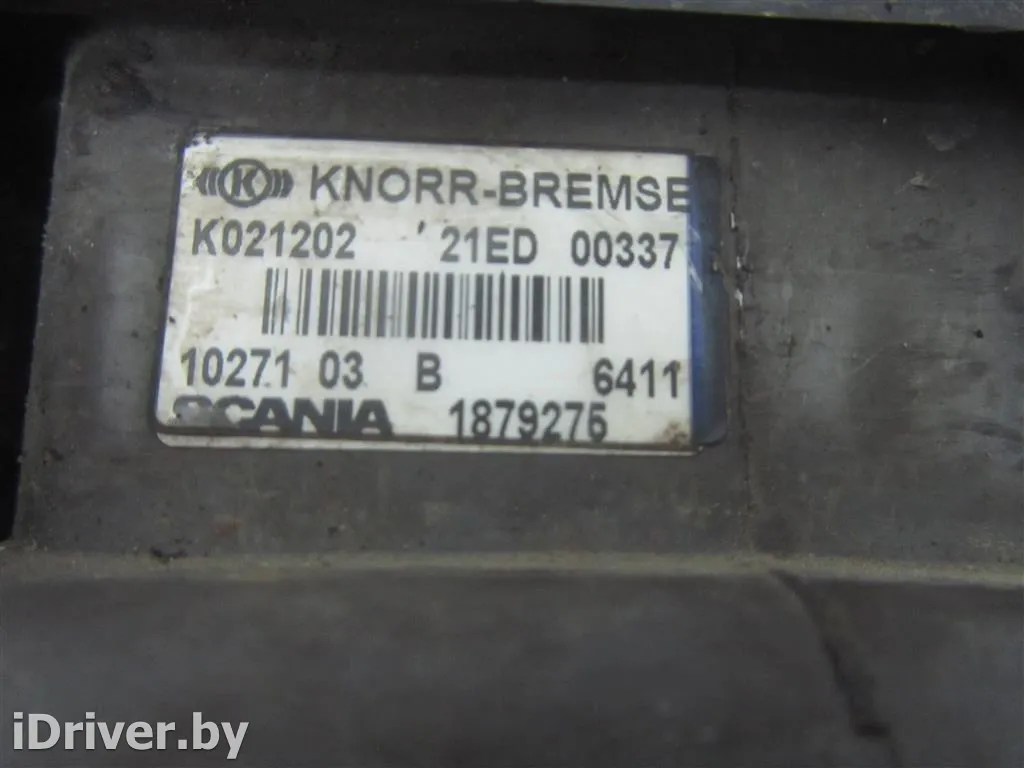 K KNORR-BREMSE
K021202 '21ED 00337
10271 03 B 6411
SCANIA 1879276
iDriver.by